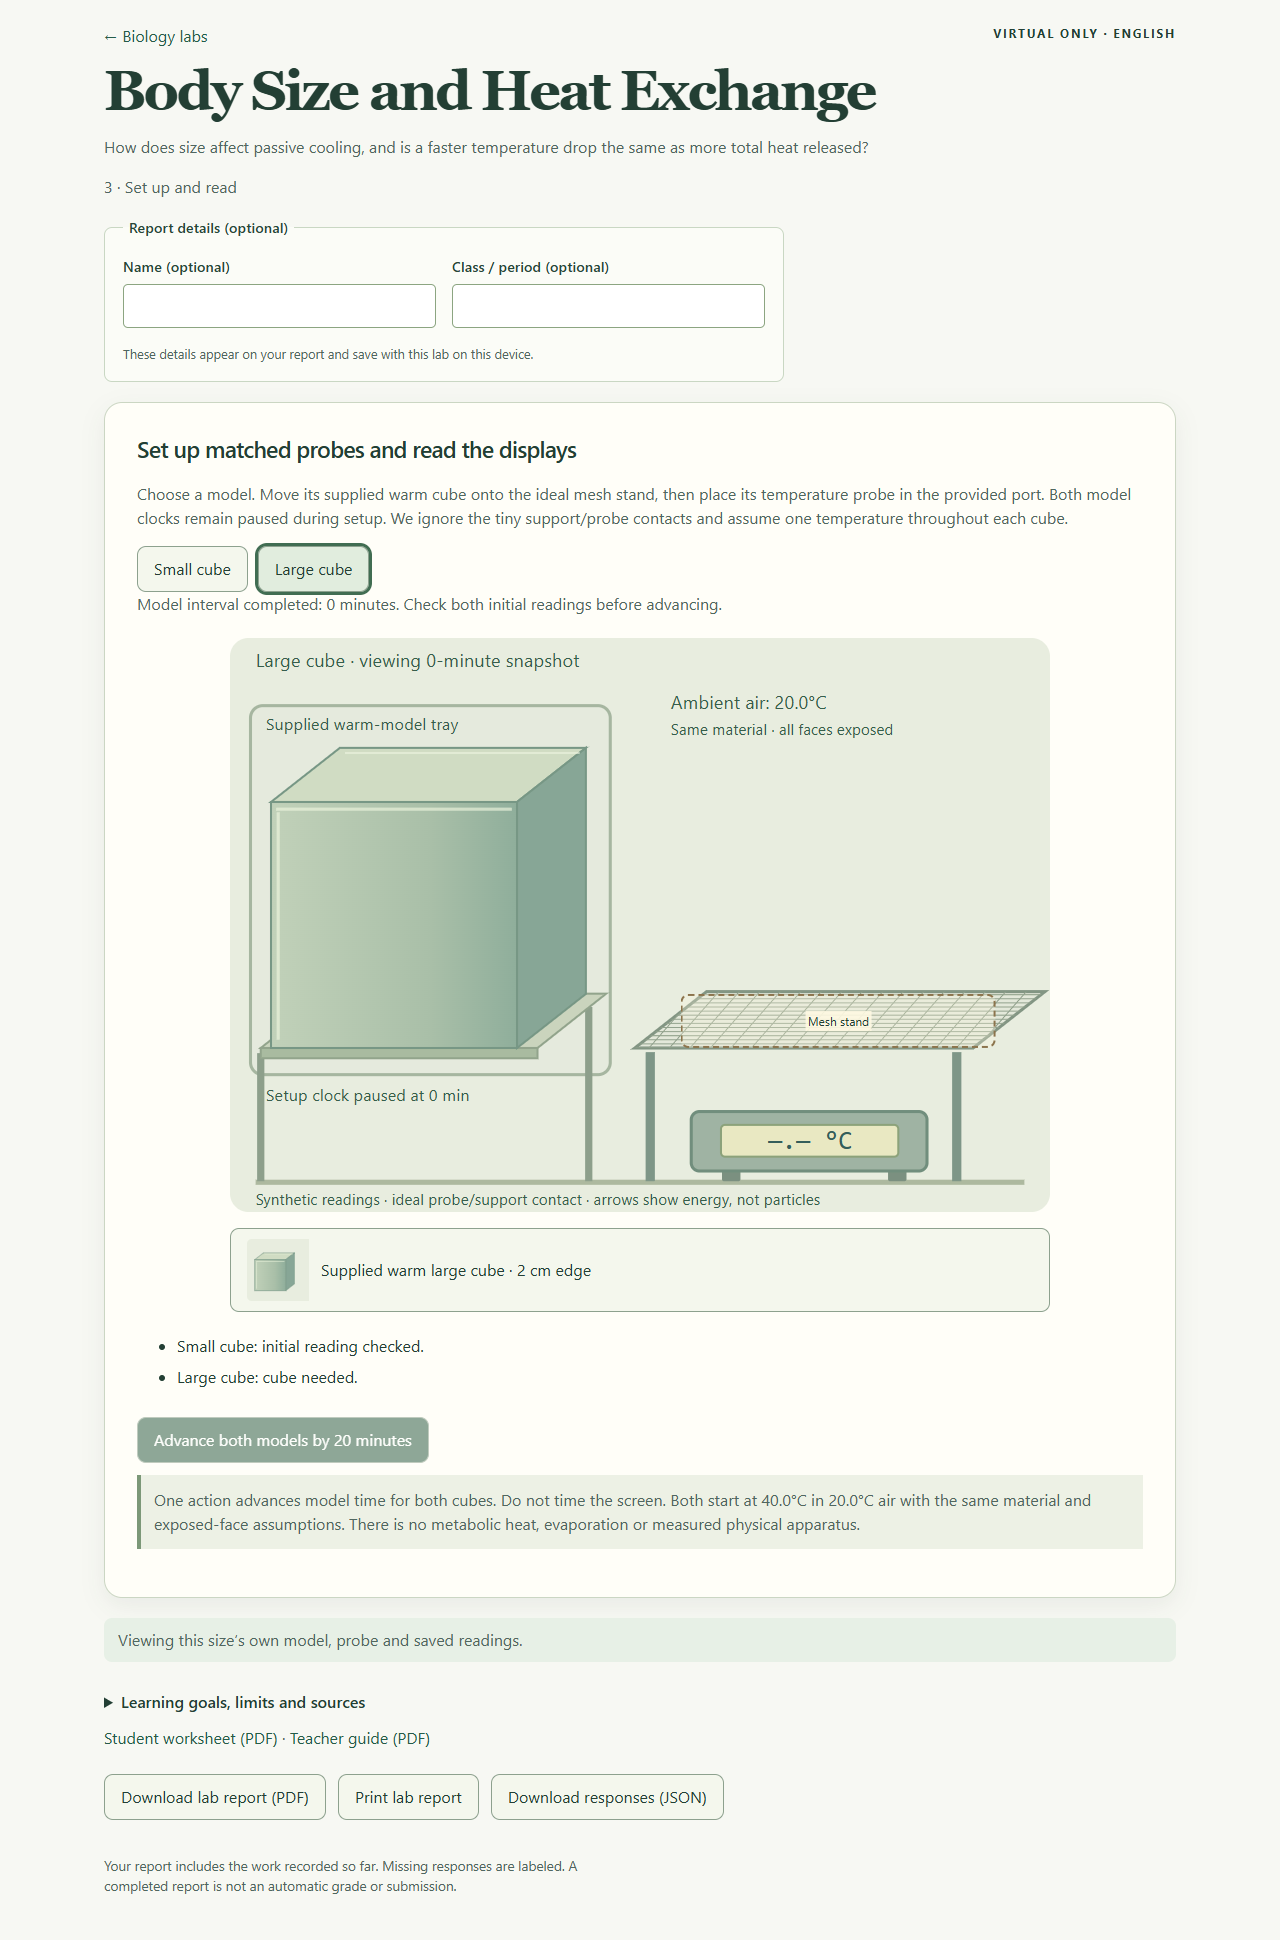 ← Biology labs
VIRTUAL ONLY · ENGLISH
Body Size and Heat Exchange
How does size affect passive cooling, and is a faster temperature drop the same as more total heat released?
3 · Set up and read
Report details (optional)
Name (optional)
Class / period (optional)
These details appear on your report and save with this lab on this device.
Set up matched probes and read the displays
Choose a model. Move its supplied warm cube onto the ideal mesh stand, then place its temperature probe in the provided port. Both model
clocks remain paused during setup. We ignore the tiny support/probe contacts and assume one temperature throughout each cube.
Small cube
Large cube
Model interval completed: 0 minutes. Check both initial readings before advancing.
Large cube · viewing 0-minute snapshot
Ambient air: 20.0°C
Supplied warm-model tray
Same material · all faces exposed
Mesh stand
Setup clock paused at 0 min
—.— °C
Synthetic readings · ideal probe/support contact · arrows show energy, not particles
Supplied warm large cube · 2 cm edge
• Small cube: initial reading checked.
• Large cube: cube needed.
Advance both models by 20 minutes
One action advances model time for both cubes. Do not time the screen. Both start at 40.0°C in 20.0°C air with the same material and
exposed-face assumptions. There is no metabolic heat, evaporation or measured physical apparatus.
Viewing this size's own model, probe and saved readings.
▶ Learning goals, limits and sources
Student worksheet (PDF) · Teacher guide (PDF)
Download lab report (PDF)
Print lab report
Download responses (JSON)
Your report includes the work recorded so far. Missing responses are labeled. A
completed report is not an automatic grade or submission.